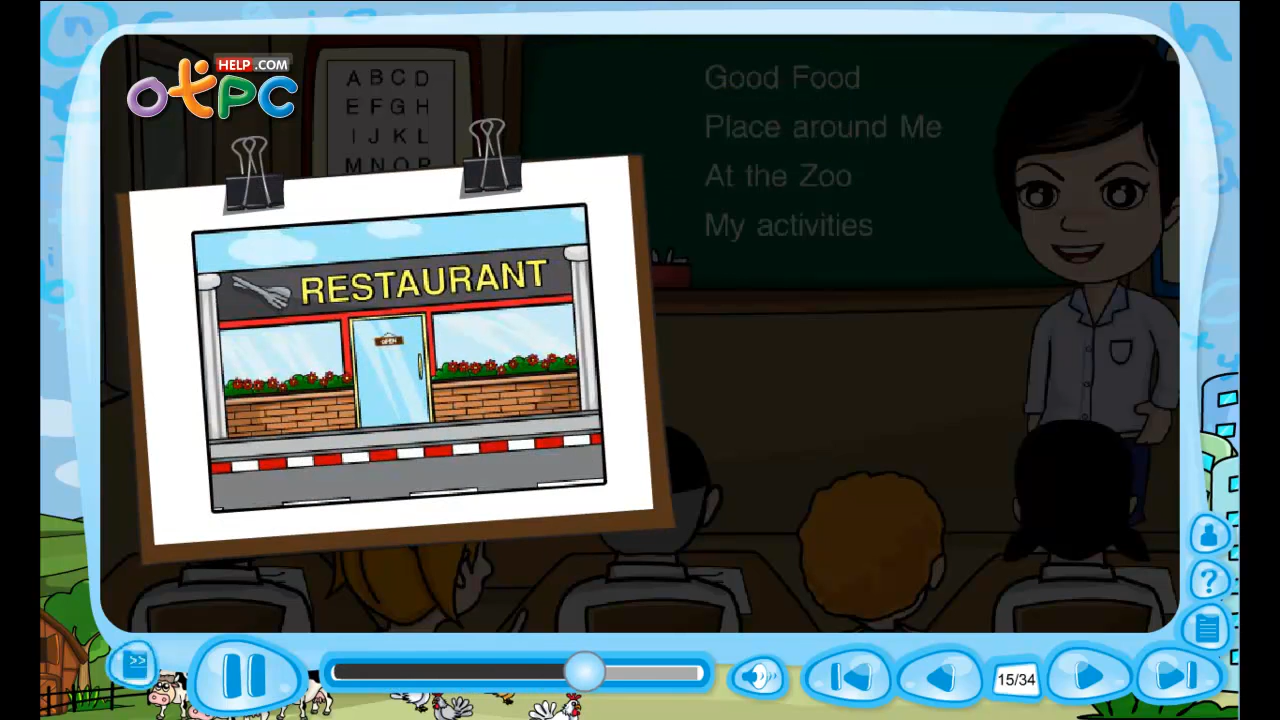 HELP.COM
otpc
A B C D
E F G H
I J K L
M N O P
Good Food
Place around Me
At the Zoo
My activities
RESTAURANT
OPEN
?
>>
15/34